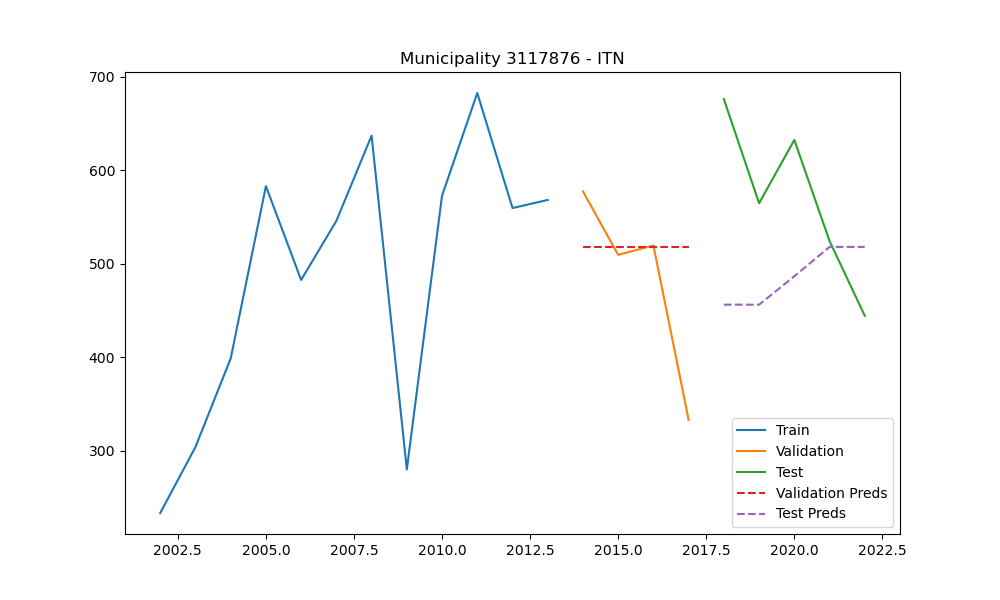 Municipality 3117876 - ITN
700
600
500
400
300
2002.5 2005.0 2007.5 2010.0 2012.5 2015.0 2017.5 2020.0 2022.5
Train
Validation
Test
Validation Preds
Test Preds